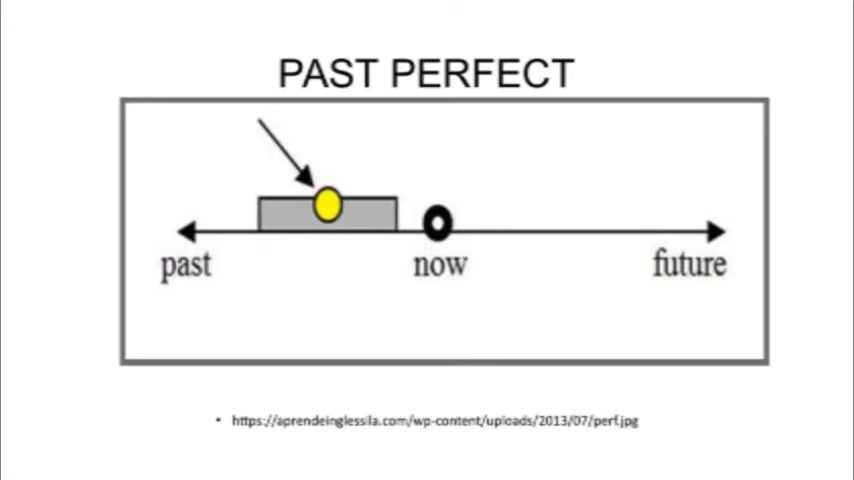 PAST PERFECT
past now future
• https://aprendeinglessila.com/wp-content/uploads/2013/07/perf.jpg